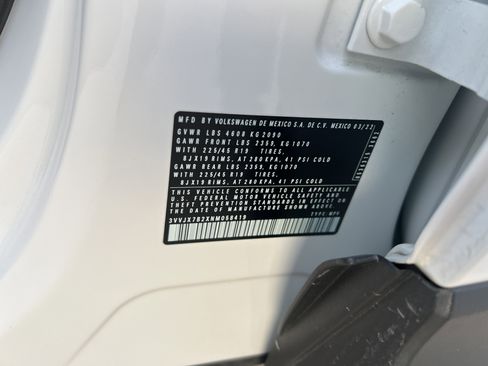 MFD BY VOLKSWAGEN DE MEXICO S.A. DE C.V. MEXICO 03/22
GVWR LBS 4608 KG 2090
GAWR FRONT LBS 2359, KG 1070
WITH 225/45 R19 TIRES,
8JX19 RIMS, AT 280 KPA, 41 PSI COLD
GAWR REAR LBS 2359, KG 1070
WITH 225/45 R19 TIRES,
8JX19 RIMS, AT 280 KPA, 41 PSI COLD
THIS VEHICLE CONFORMS TO ALL APPLICABLE
U.S. FEDERAL MOTOR VEHICLE SAFETY AND
THEFT PREVENTION STANDARDS IN EFFECT ON
THE DATE OF MANUFACTURE SHOWN ABOVE.
3VVJX7B2XNM058419 TYPE: MPV